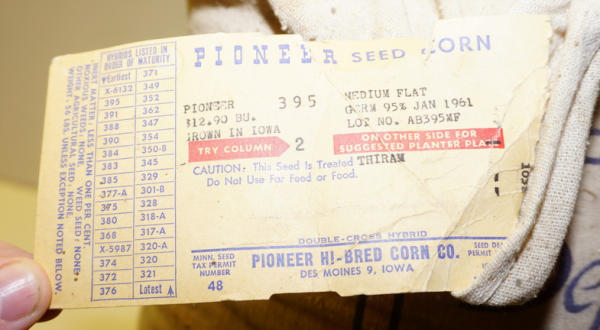 PIONEER SEED CORN
HYBRIDS LISTED IN
ORDER OF MATURITY
Earliest 371
X-6132 349
395 352
391 362
388 347
390 354
384 350-B
383 345
385 329
377-A 301-B
375 328
380 318-A
368 317-A
X-5987 320-A
374 320
372 321
376 Latest
INERT MATTER: LESS THAN ONE PER CENT.
NOXIOUS WEEDS: NONE. WEED SEED: NONE.
OTHER AGRICULTURAL SEED: NONE.
WEIGHT - 56 LBS. UNLESS EXCEPTION NOTED BELOW.
PIONEER 395 MEDIUM FLAT
$12.90 BU. GERM 95% JAN 1961
GROWN IN IOWA LOT NO. AB395MF
TRY COLUMN 2 ON OTHER SIDE FOR
SUGGESTED PLANTER PLA
CAUTION: This Seed Is Treated THIRAM
Do Not Use For Feed or Food.
DOUBLE-CROSS HYBRID
MINN. SEED
TAX PERMIT
NUMBER
48
PIONEER HI-BRED CORN CO.
DES MOINES 9, IOWA
SEED DEA
PERMIT